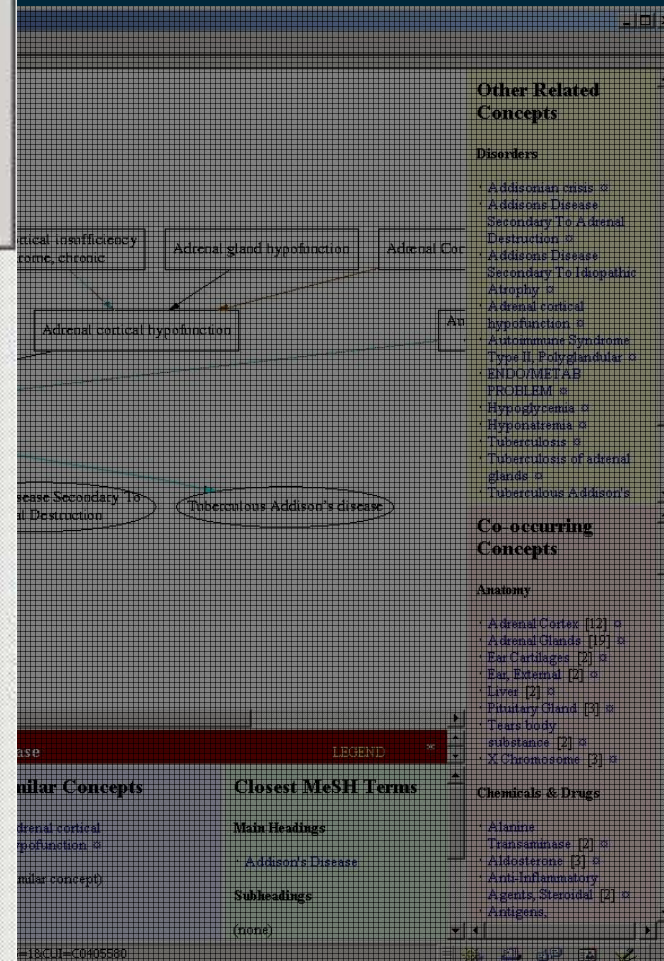 Other Related
Concepts
Disorders
· Addisonian crisis ¤
· Addisons Disease
Secondary To Adrenal
Destruction ¤
· Addisons Disease
Secondary To Idiopathic
Atrophy ¤
· Adrenal cortical
hypofunction ¤
· Autoimmune Syndrome
Type II, Polyglandular ¤
· ENDO/METAB
PROBLEM ¤
· Hypoglycemia ¤
· Hyponatremia ¤
· Tuberculosis ¤
· Tuberculosis of adrenal
glands ¤
· Tuberculous Addison's
insufficiency
chronic
Adrenal gland hypofunction
Adrenal Cor
Adrenal cortical hypofunction
Au
Secondary To
Destruction
Tuberculous Addison's disease
Co-occurring
Concepts
Anatomy
· Adrenal Cortex [12] ¤
· Adrenal Glands [19] ¤
· Ear Cartilages [2] ¤
· Ear, External [2] ¤
· Liver [2] ¤
· Pituitary Gland [3] ¤
· Tears body
substance [2] ¤
· X Chromosome [3] ¤
Chemicals & Drugs
· Alanine
Transaminase [2] ¤
· Aldosterone [3] ¤
· Anti-Inflammatory
Agents, Steroidal [2] ¤
· Antigens,
ase
LEGEND
*
milar Concepts
drenal cortical
ypofunction ¤
milar concept)
Closest MeSH Terms
Main Headings
· Addison's Disease
Subheadings
(none)
=18CUI=C0405580